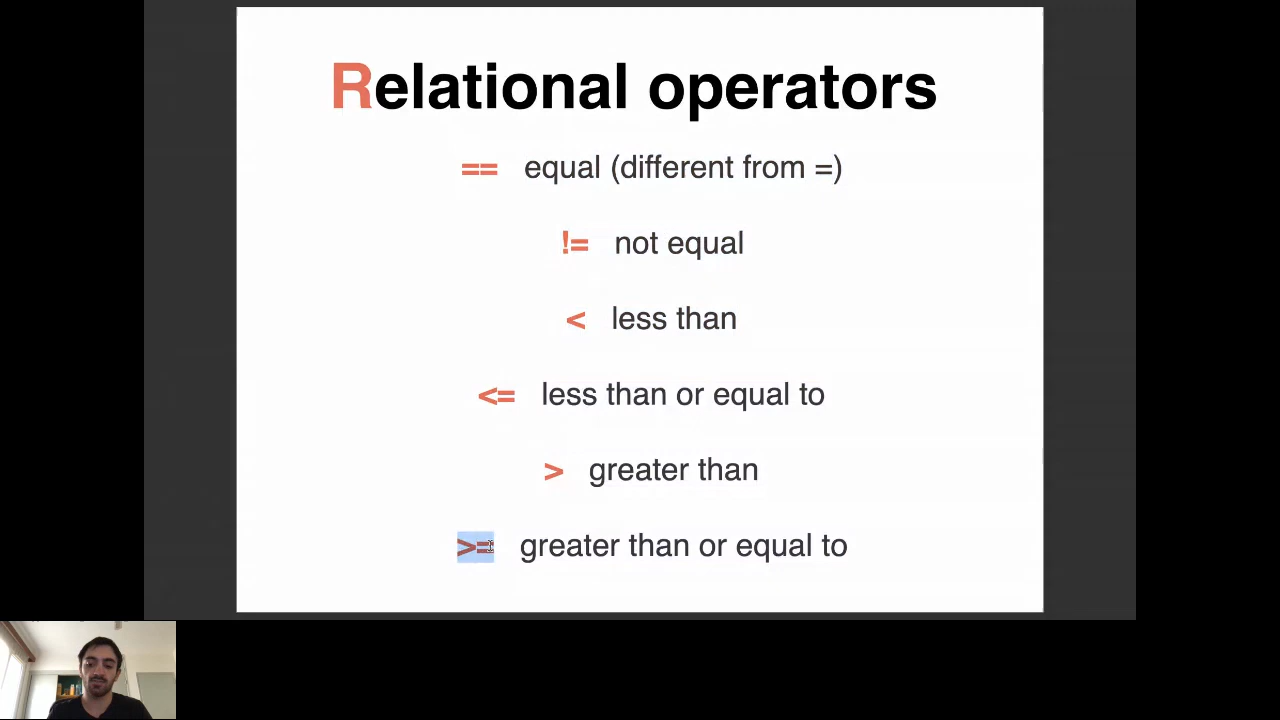 Relational operators
== equal (different from =)
!= not equal
< less than
<= less than or equal to
> greater than
>= greater than or equal to